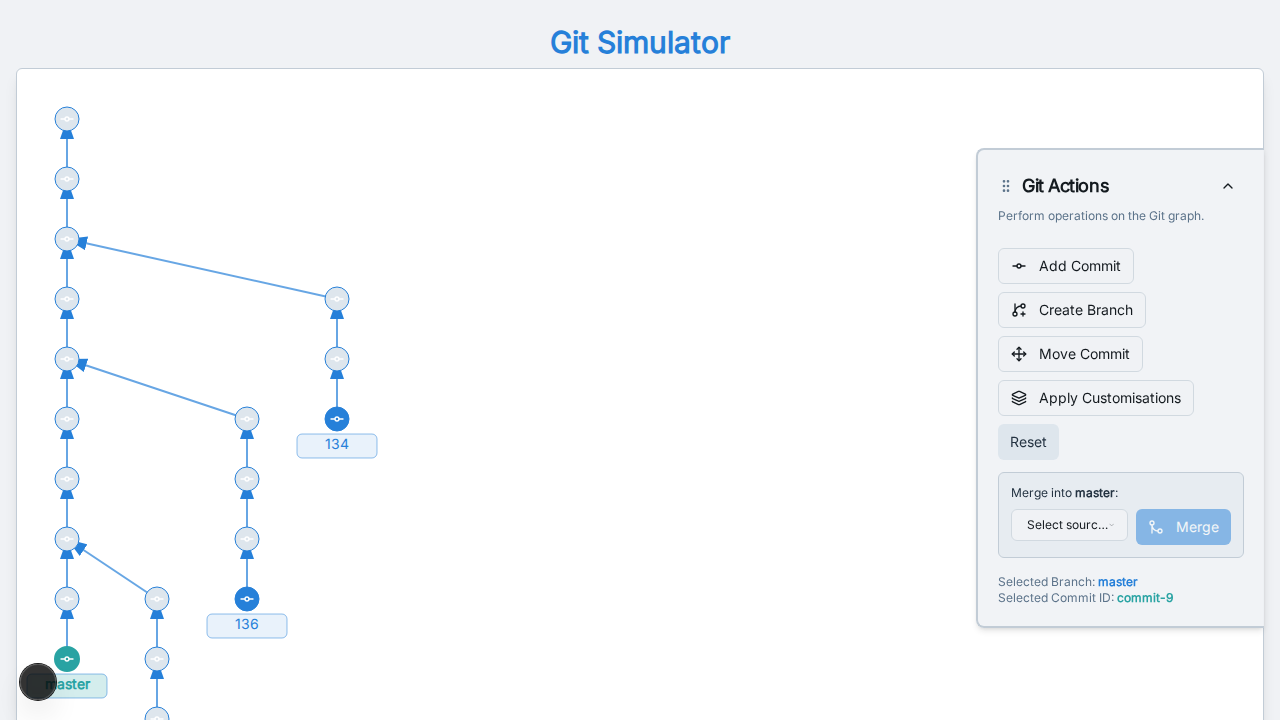 Git Simulator
Git Actions
Perform operations on the Git graph.
Add Commit
Create Branch
Move Commit
Apply Customisations
Reset
Merge into master:
Select sourc...
Merge
Selected Branch: master
Selected Commit ID: commit-9
134
136
master